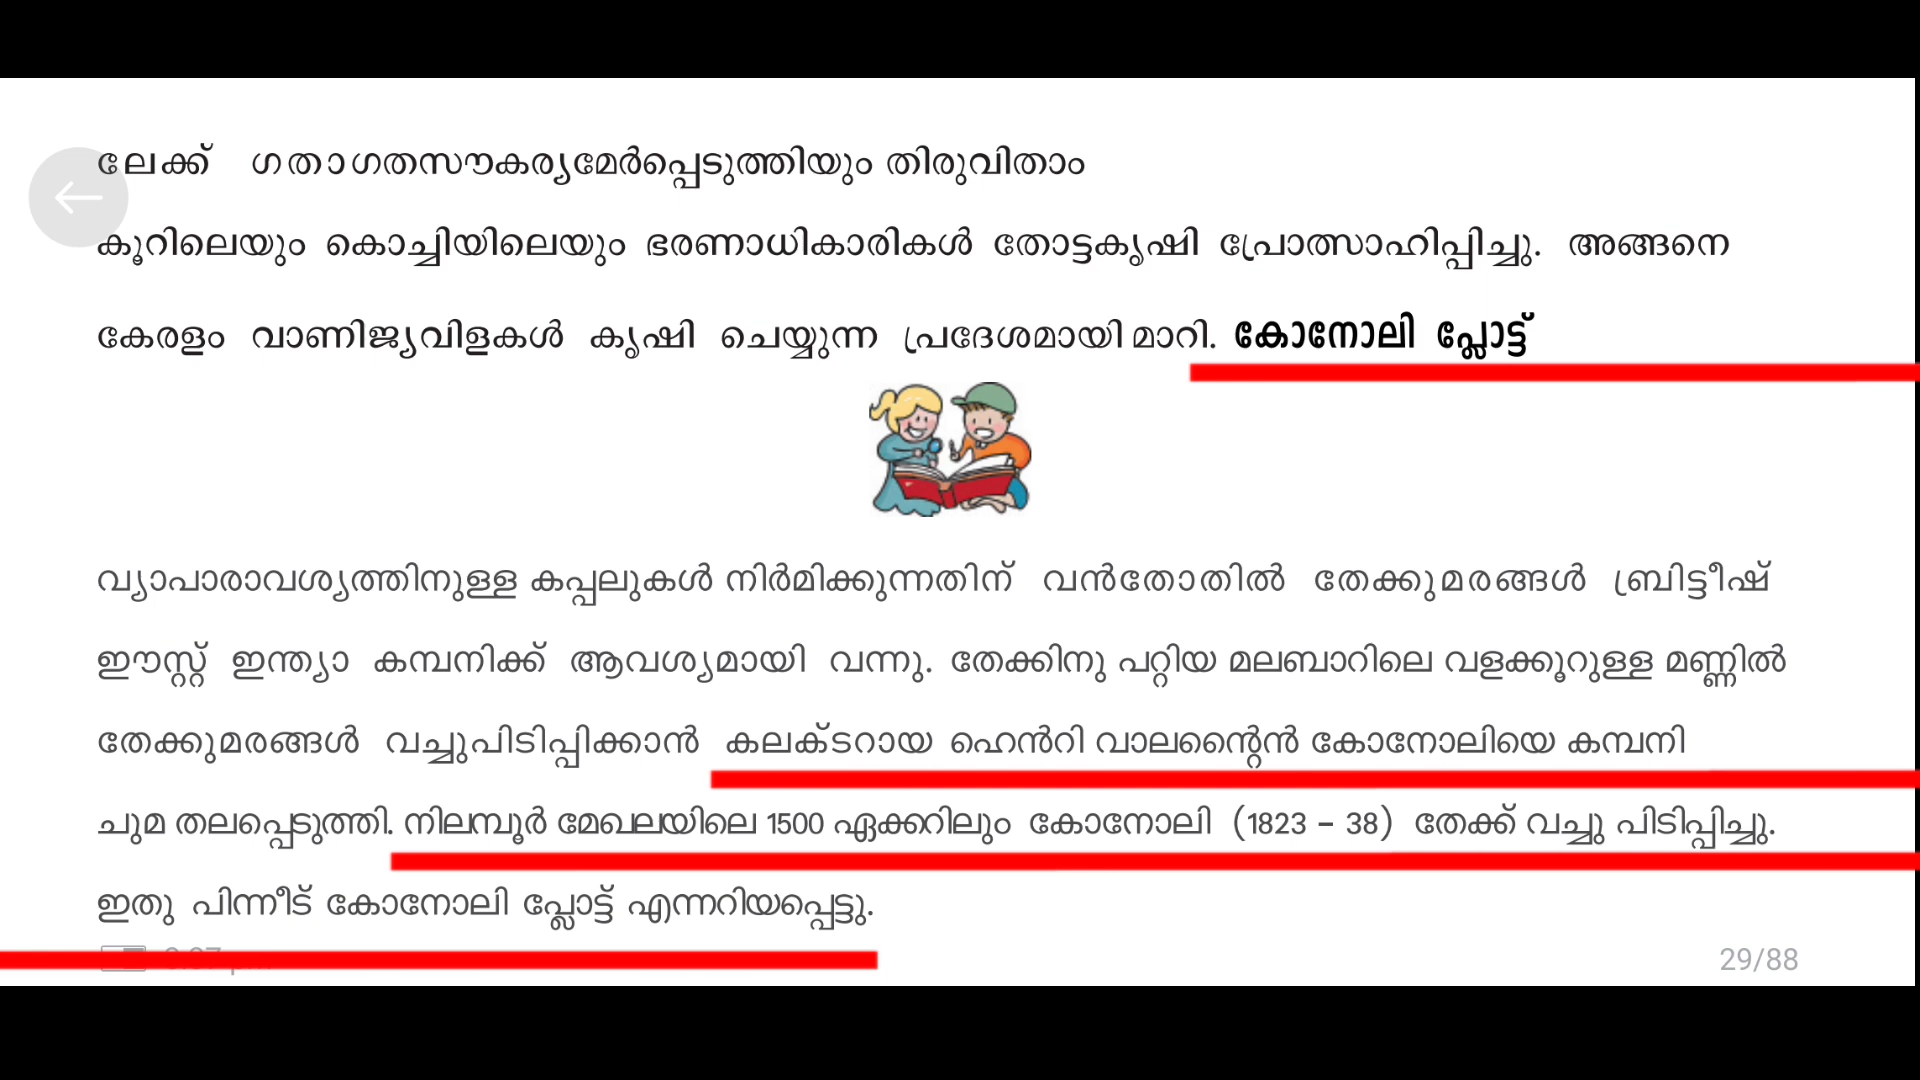 ലേക്ക് ഗതാഗതസൗകര്യമേർപ്പെടുത്തിയും തിരുവിതാം
കൂറിലെയും കൊച്ചിയിലെയും ഭരണാധികാരികൾ തോട്ടകൃഷി പ്രോത്സാഹിപ്പിച്ചു. അങ്ങനെ
കേരളം വാണിജ്യവിളകൾ കൃഷി ചെയ്യുന്ന പ്രദേശമായി മാറി. കോനോലി പ്ലോട്ട്
വ്യാപാരാവശ്യത്തിനുള്ള കപ്പലുകൾ നിർമിക്കുന്നതിന് വൻതോതിൽ തേക്കുമരങ്ങൾ ബ്രിട്ടീഷ്
ഈസ്റ്റ് ഇന്ത്യാ കമ്പനിക്ക് ആവശ്യമായി വന്നു. തേക്കിനു പറ്റിയ മലബാറിലെ വളക്കൂറുള്ള മണ്ണിൽ
തേക്കുമരങ്ങൾ വച്ചുപിടിപ്പിക്കാൻ കലക്ടറായ ഹെൻറി വാലന്റൈൻ കോനോലിയെ കമ്പനി
ചുമ തലപ്പെടുത്തി. നിലമ്പൂർ മേഖലയിലെ 1500 ഏക്കറിലും കോനോലി (1823 – 38) തേക്ക് വച്ചു പിടിപ്പിച്ചു.
ഇതു പിന്നീട് കോനോലി പ്ലോട്ട് എന്നറിയപ്പെട്ടു.
29/88